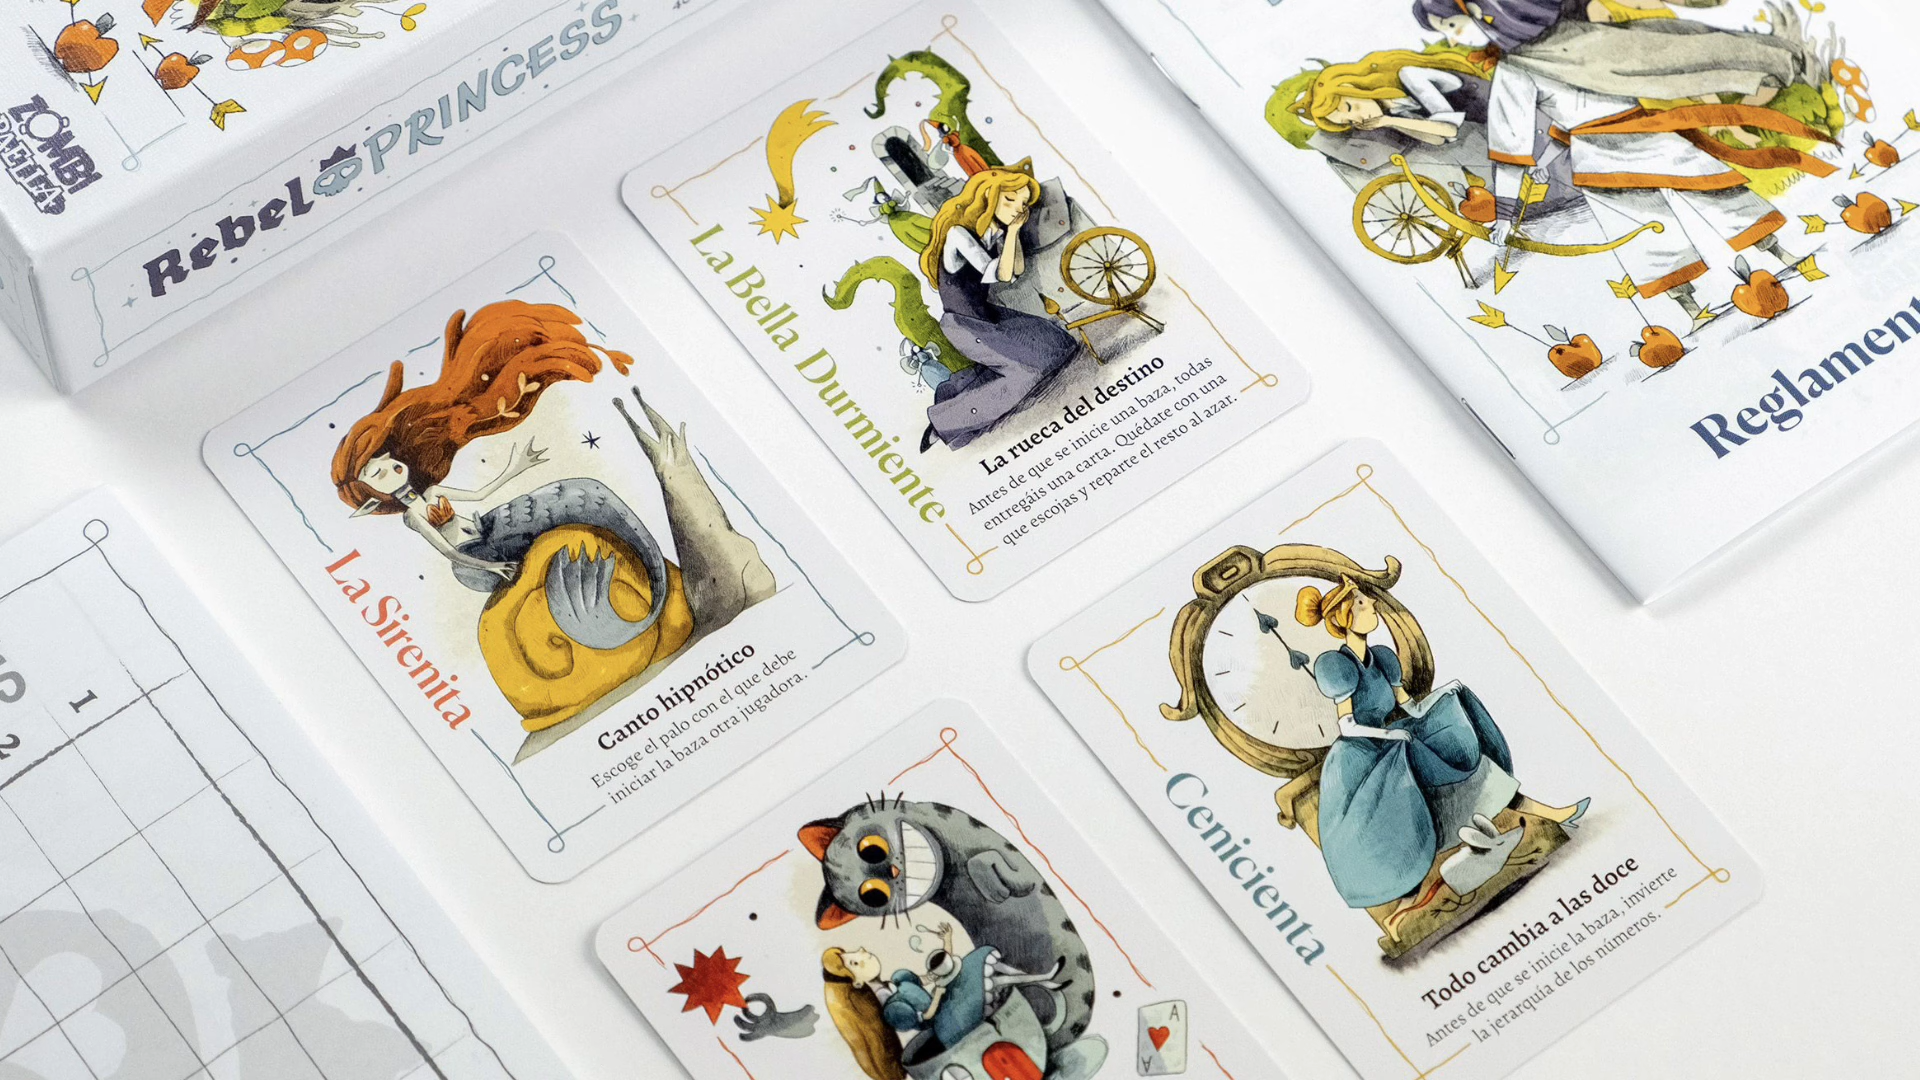 Rebel PRINCESS
ZOMBI
PAELLA
La Bella Durmiente
La rueca del destino
Antes de que se inicie una baza, todas
entregáis una carta. Quédate con una
que escojas y reparte el resto al azar.
Reglament
La Sirenita
Canto hipnótico
Escoge el palo con el que debe
iniciar la baza otra jugadora.
Cenicienta
Todo cambia a las doce
Antes de que se inicie la baza, invierte
la jerarquía de los números.
1
2
A
A